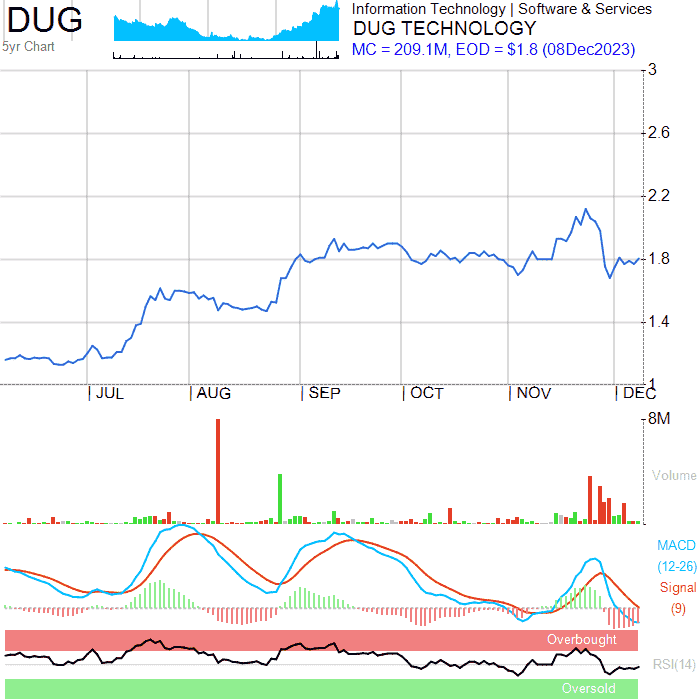 DUG
5yr Chart
Information Technology | Software & Services
DUG TECHNOLOGY
MC = 209.1M, EOD = $1.8 (08Dec2023)
3
2.6
2.2
1.8
1.4
1
| JUL
| AUG
| SEP
| OCT
| NOV
| DEC
8M
Volume
MACD
(12-26)
Signal
(9)
Overbought
RSI(14)
Oversold